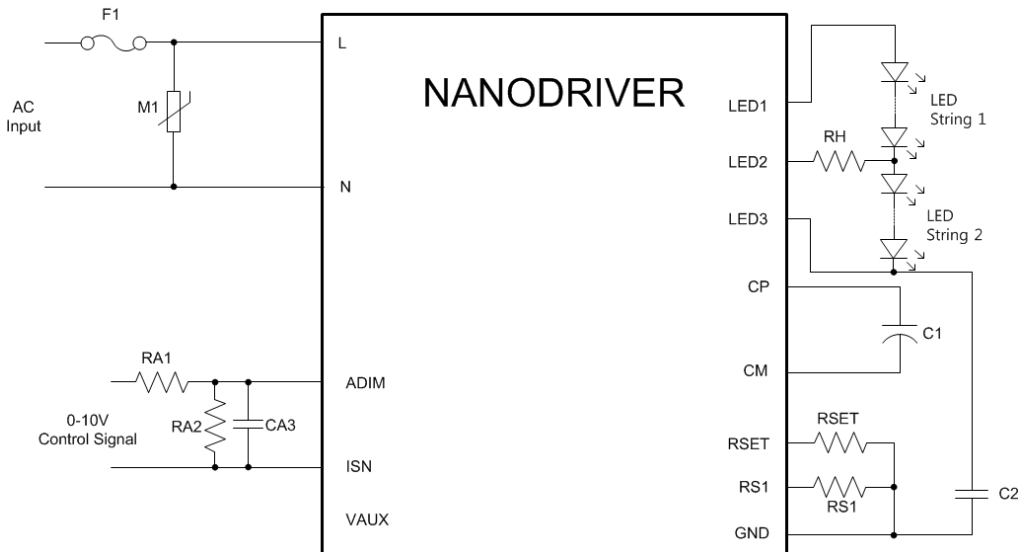 F1
L
AC
Input
M1
N
NANODRIVER
LED1
LED
String 1
RH
LED2
LED3
LED
String 2
CP
C1
CM
RA1
ADIM
0-10V
Control Signal
RA2
CA3
ISN
VAUX
RSET
RSET
RS1
RS1
C2
GND